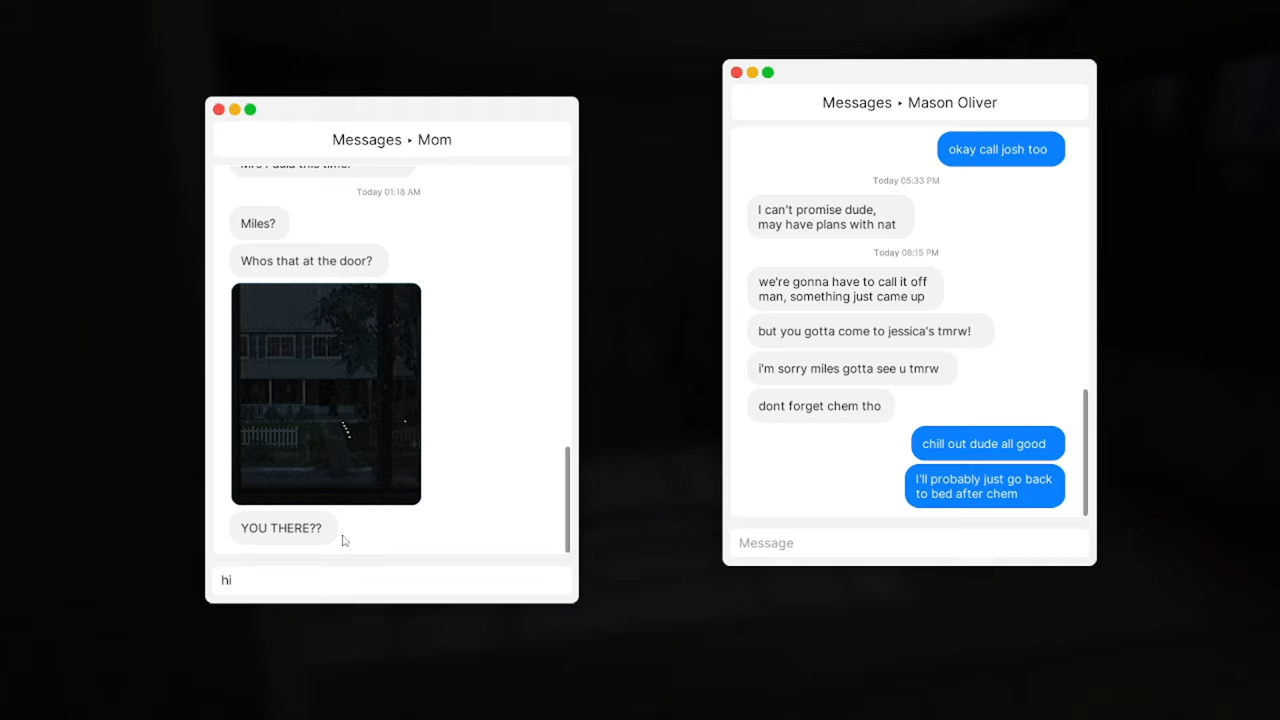 Messages ‣ Mom
Mrs Paula this time.
Today 01:18 AM
Miles?
Whos that at the door?
YOU THERE??
hi
Messages ‣ Mason Oliver
okay call josh too
Today 05:33 PM
I can't promise dude,
may have plans with nat
Today 08:15 PM
we're gonna have to call it off
man, something just came up
but you gotta come to jessica's tmrw!
i'm sorry miles gotta see u tmrw
dont forget chem tho
chill out dude all good
I'll probably just go back
to bed after chem
Message